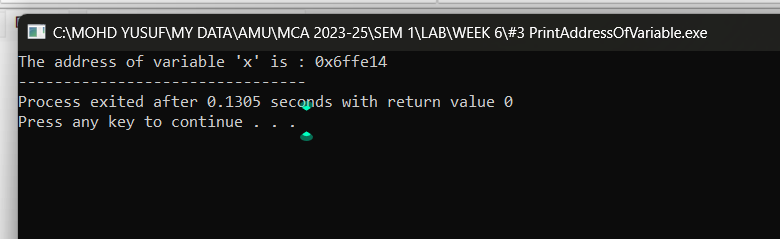 C:\MOHD YUSUF\MY DATA\AMU\MCA 2023-25\SEM 1\LAB\WEEK 6\#3 PrintAddressOfVariable.exe
The address of variable 'x' is : 0x6ffe14
--------------------------------
Process exited after 0.1305 seconds with return value 0
Press any key to continue . . .